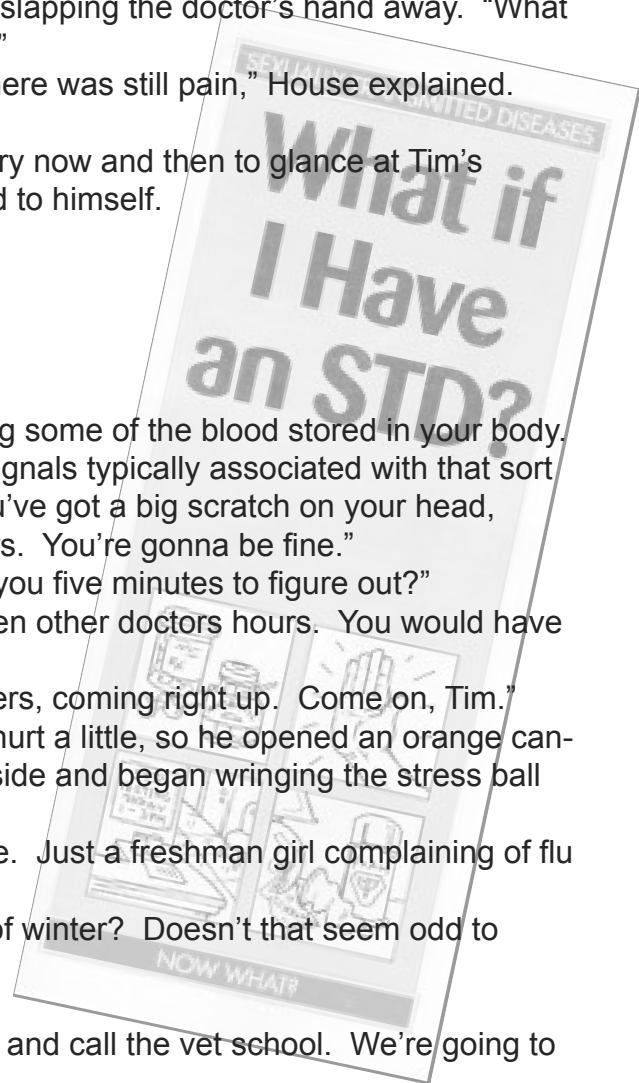 slapping the doctor’s hand away.  “What
”
here was still pain,” House explained.
SEXUALLY TRANSMITTED DISEASES
ry now and then to glance at Tim’s
d to himself.
What if
I Have
an STD?
g some of the blood stored in your body.
gnals typically associated with that sort
u’ve got a big scratch on your head,
rs.  You’re gonna be fine.”
you five minutes to figure out?”
en other doctors hours.  You would have
ers, coming right up.  Come on, Tim.”
hurt a little, so he opened an orange can-
side and began wringing the stress ball
e.  Just a freshman girl complaining of flu
of winter?  Doesn’t that seem odd to
NOW WHAT?
and call the vet school.  We’re going to